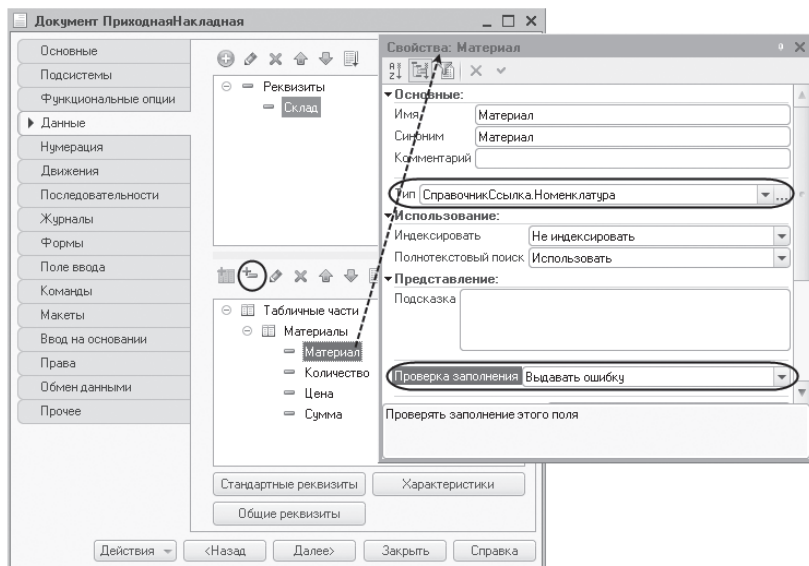 Документ ПриходнаяНакладная
Основные
Подсистемы
Функциональные опции
Данные
Нумерация
Движения
Последовательности
Журналы
Формы
Поле ввода
Команды
Макеты
Ввод на основании
Права
Обмен данными
Прочее
Реквизиты
Склад
Табличные части
Материалы
Материал
Количество
Цена
Сумма
Стандартные реквизиты
Характеристики
Общие реквизиты
Действия
<Назад
Далее>
Закрыть
Справка
Свойства: Материал
Основные:
Имя Материал
Синоним Материал
Комментарий
Тип СправочникСсылка.Номенклатура ...
Использование:
Индексировать Не индексировать
Полнотекстовый поиск Использовать
Представление:
Подсказка
Проверка заполнения Выдавать ошибку
Проверять заполнение этого поля